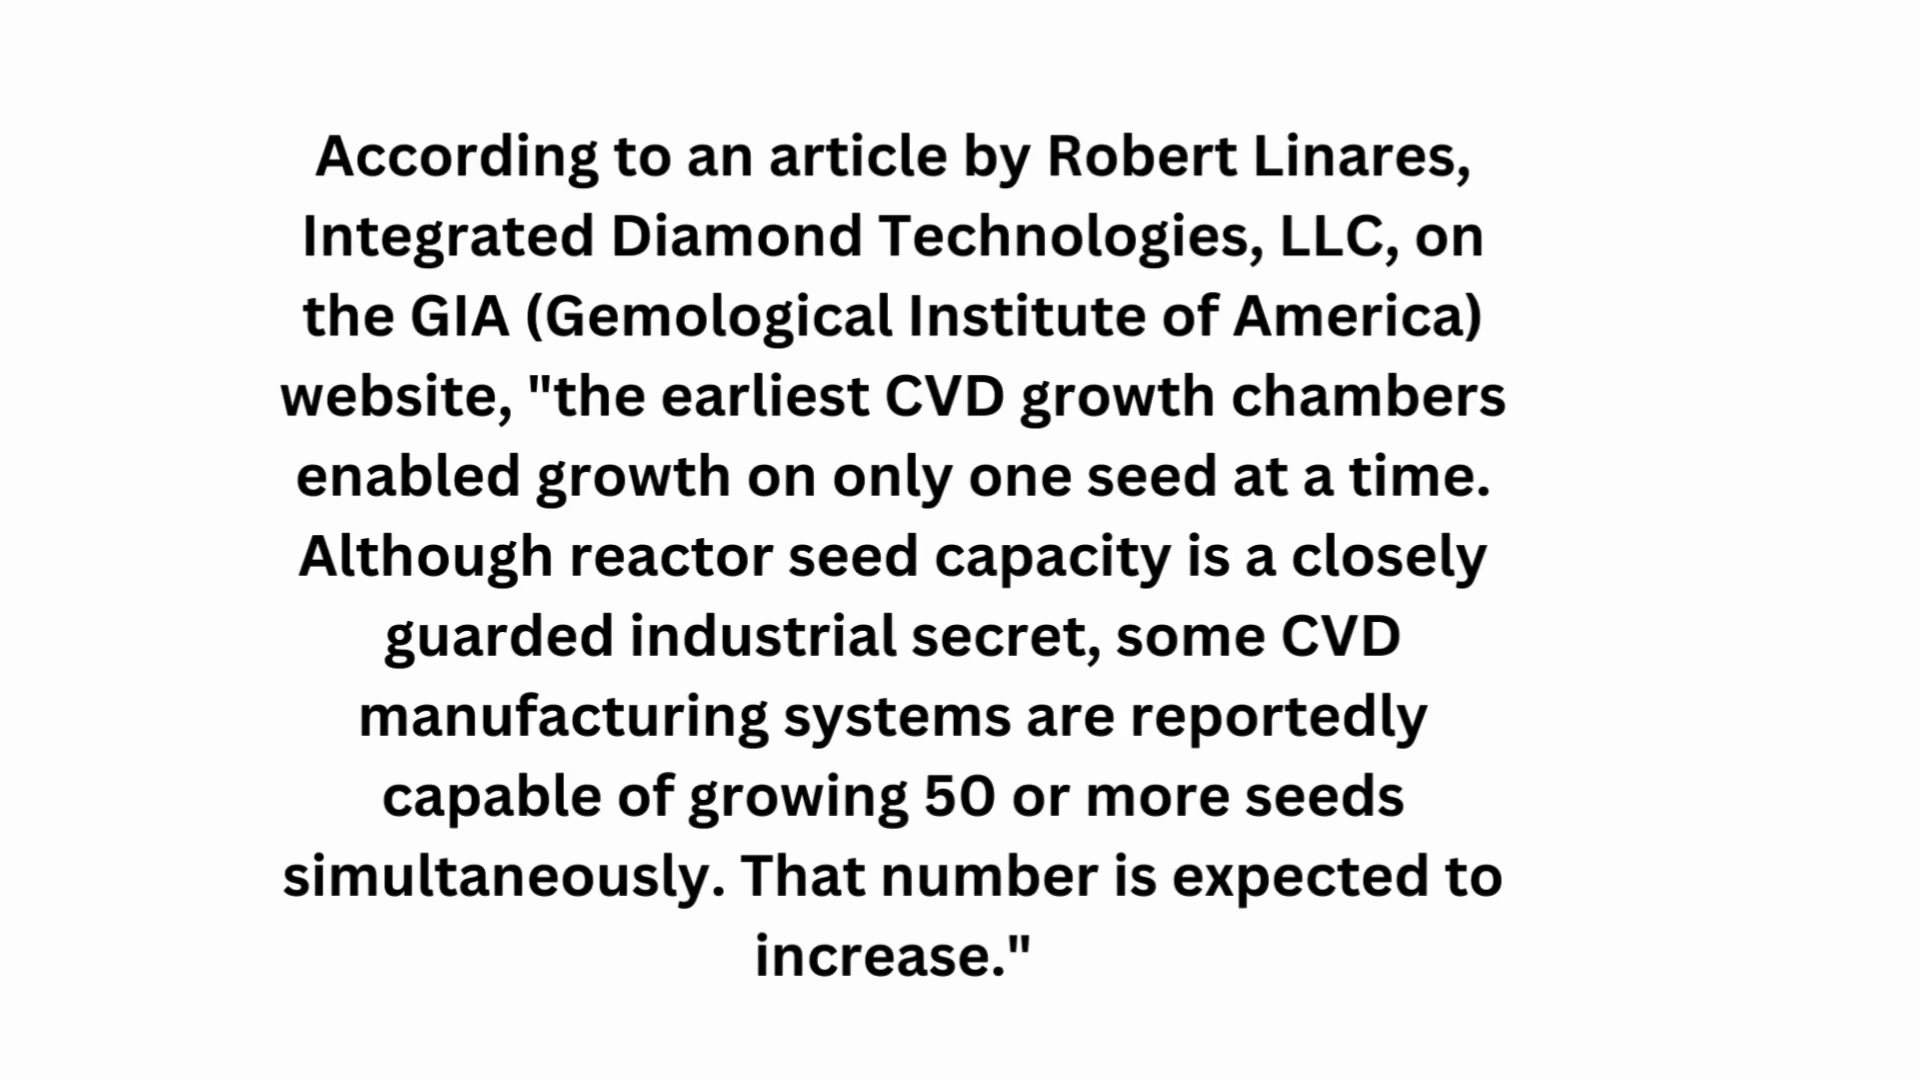 According to an article by Robert Linares,
Integrated Diamond Technologies, LLC, on
the GIA (Gemological Institute of America)
website, "the earliest CVD growth chambers
enabled growth on only one seed at a time.
Although reactor seed capacity is a closely
guarded industrial secret, some CVD
manufacturing systems are reportedly
capable of growing 50 or more seeds
simultaneously. That number is expected to
increase."